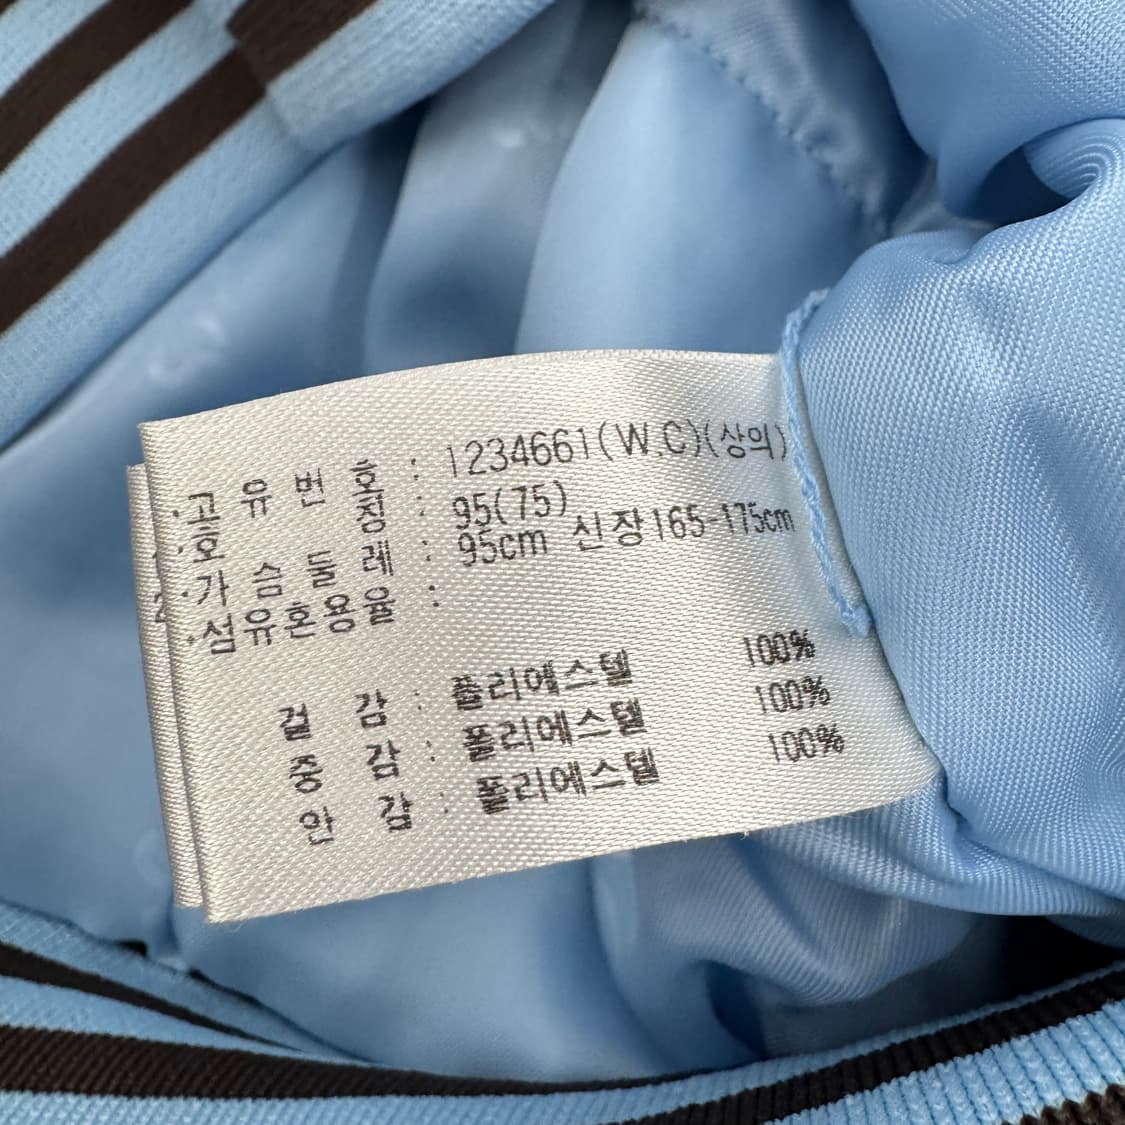 ·고 유 번 호 : 1234661(W.C)(상의)
·호 칭 : 95(75)
·가 슴 둘 레 : 95cm 신장165-175cm
·섬유혼용율 :
겉 감 : 폴리에스텔 100%
중 감 : 폴리에스텔 100%
안 감 : 폴리에스텔 100%